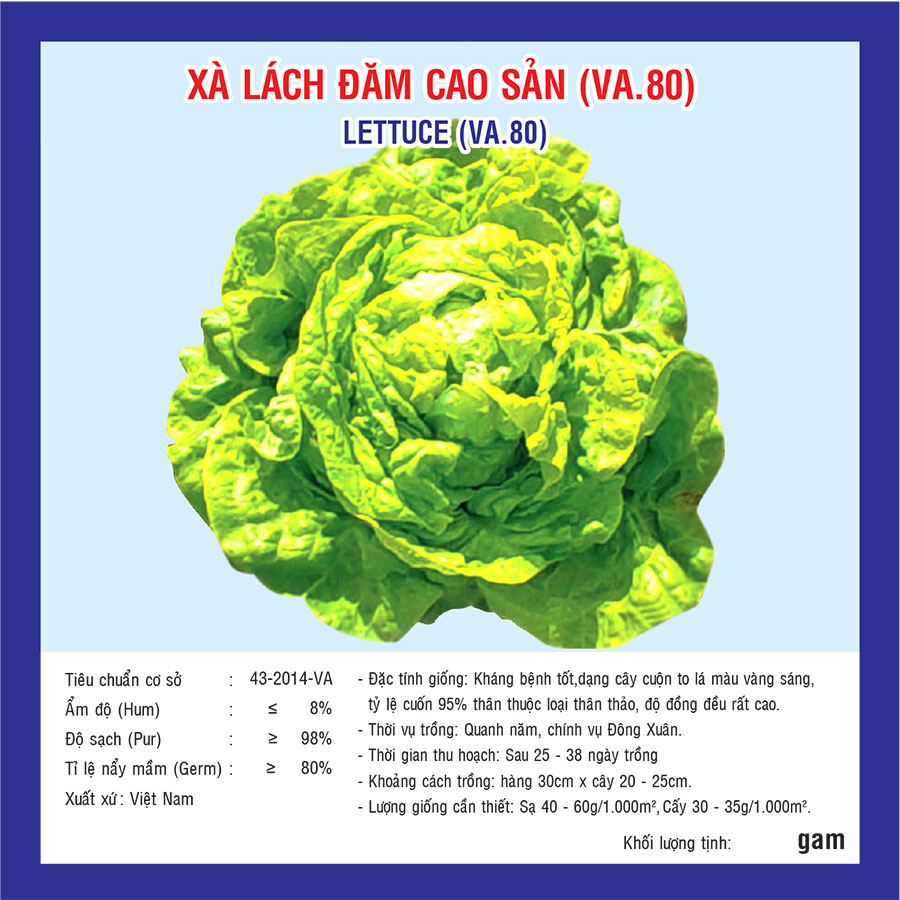 XÀ LÁCH ĐĂM CAO SẢN (VA.80)
LETTUCE (VA.80)
Tiêu chuẩn cơ sở : 43-2014-VA
Ẩm độ (Hum) : ≤ 8%
Độ sạch (Pur) : ≥ 98%
Tỉ lệ nẩy mầm (Germ) : ≥ 80%
Xuất xứ : Việt Nam
- Đặc tính giống: Kháng bệnh tốt,dạng cây cuộn to lá màu vàng sáng,
tỷ lệ cuốn 95% thân thuộc loại thân thảo, độ đồng đều rất cao.
- Thời vụ trồng: Quanh năm, chính vụ Đông Xuân.
- Thời gian thu hoạch: Sau 25 - 38 ngày trồng
- Khoảng cách trồng: hàng 30cm x cây 20 - 25cm.
- Lượng giống cần thiết: Sạ 40 - 60g/1.000m², Cấy 30 - 35g/1.000m².
Khối lượng tịnh: gam